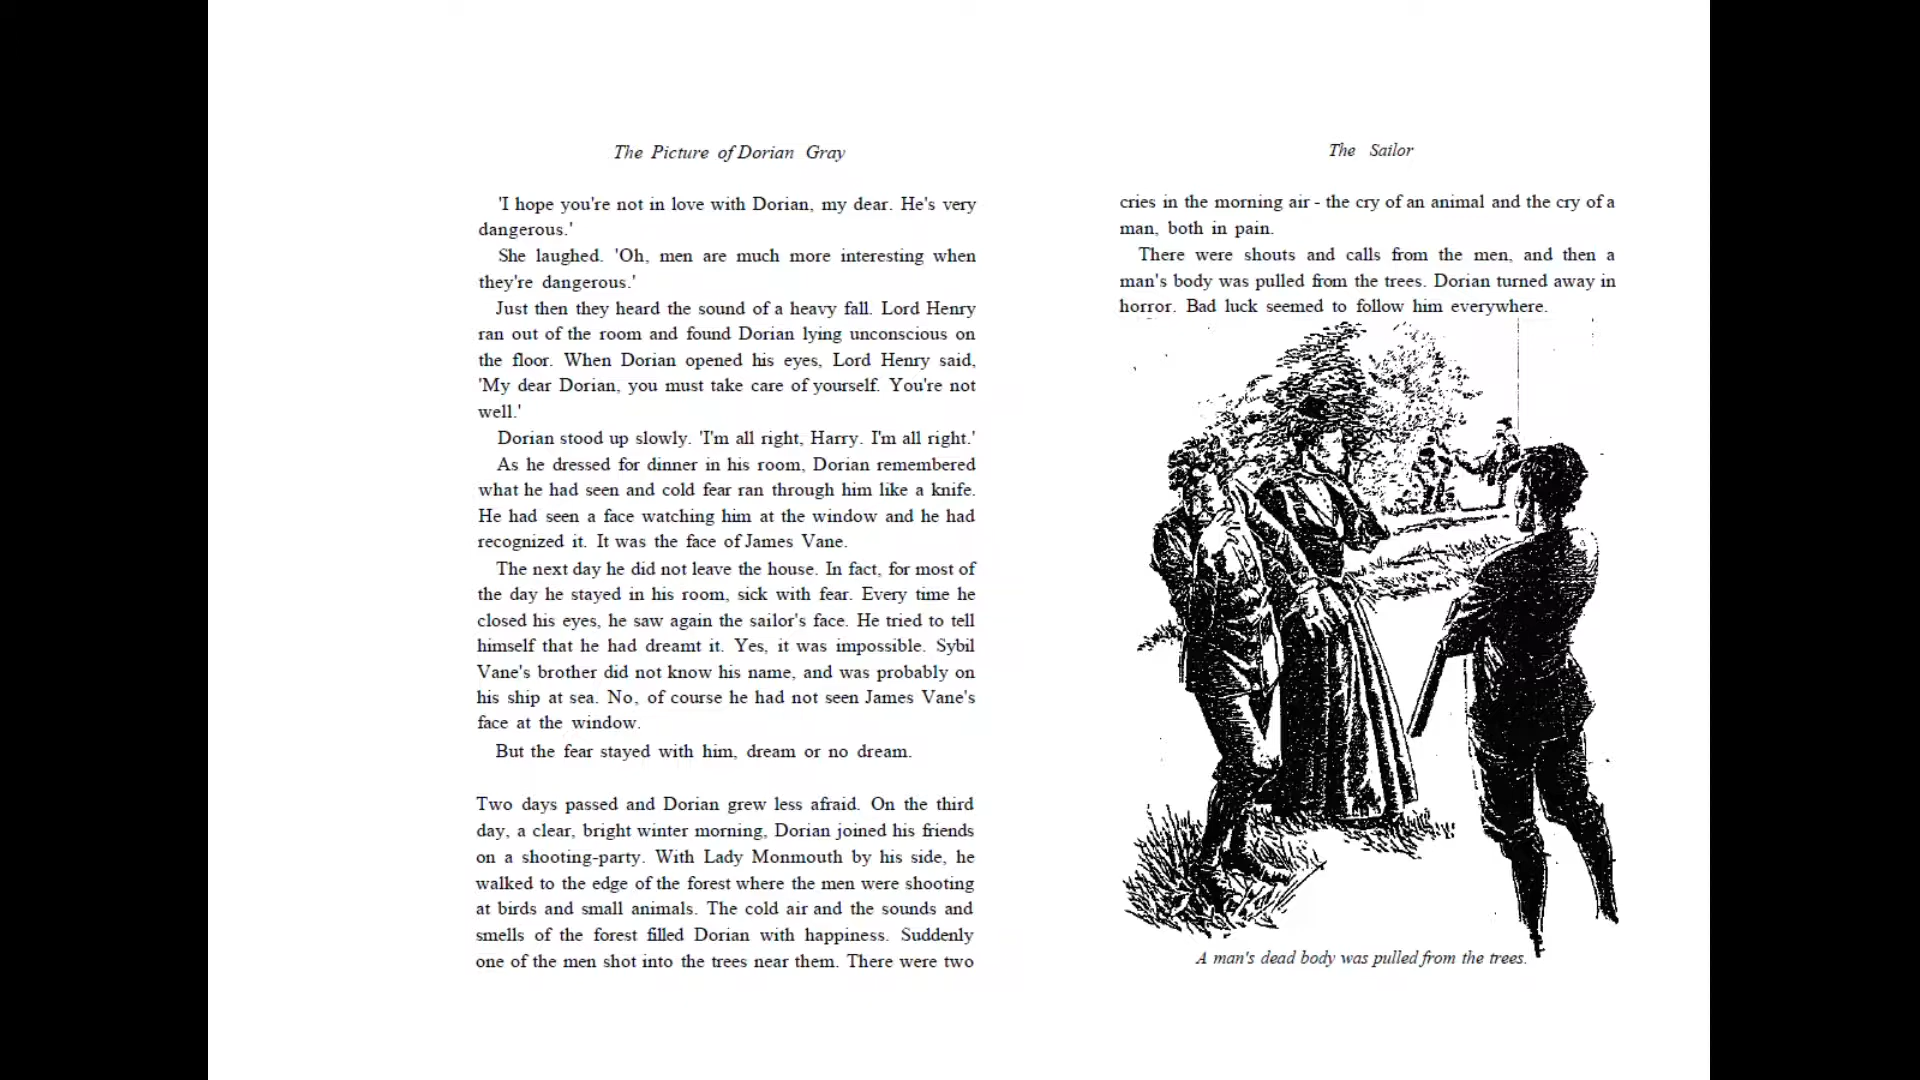 The Picture of Dorian Gray
'I hope you're not in love with Dorian, my dear. He's very
dangerous.'
She laughed. 'Oh, men are much more interesting when
they're dangerous.'
Just then they heard the sound of a heavy fall. Lord Henry
ran out of the room and found Dorian lying unconscious on
the floor. When Dorian opened his eyes, Lord Henry said,
'My dear Dorian, you must take care of yourself. You're not
well.'
Dorian stood up slowly. 'I'm all right, Harry. I'm all right.'
As he dressed for dinner in his room, Dorian remembered
what he had seen and cold fear ran through him like a knife.
He had seen a face watching him at the window and he had
recognized it. It was the face of James Vane.
The next day he did not leave the house. In fact, for most of
the day he stayed in his room, sick with fear. Every time he
closed his eyes, he saw again the sailor's face. He tried to tell
himself that he had dreamt it. Yes, it was impossible. Sybil
Vane's brother did not know his name, and was probably on
his ship at sea. No, of course he had not seen James Vane's
face at the window.
But the fear stayed with him, dream or no dream.
Two days passed and Dorian grew less afraid. On the third
day, a clear, bright winter morning, Dorian joined his friends
on a shooting-party. With Lady Monmouth by his side, he
walked to the edge of the forest where the men were shooting
at birds and small animals. The cold air and the sounds and
smells of the forest filled Dorian with happiness. Suddenly
one of the men shot into the trees near them. There were two
The Sailor
cries in the morning air - the cry of an animal and the cry of a
man, both in pain.
There were shouts and calls from the men, and then a
man's body was pulled from the trees. Dorian turned away in
horror. Bad luck seemed to follow him everywhere.
A man's dead body was pulled from the trees.